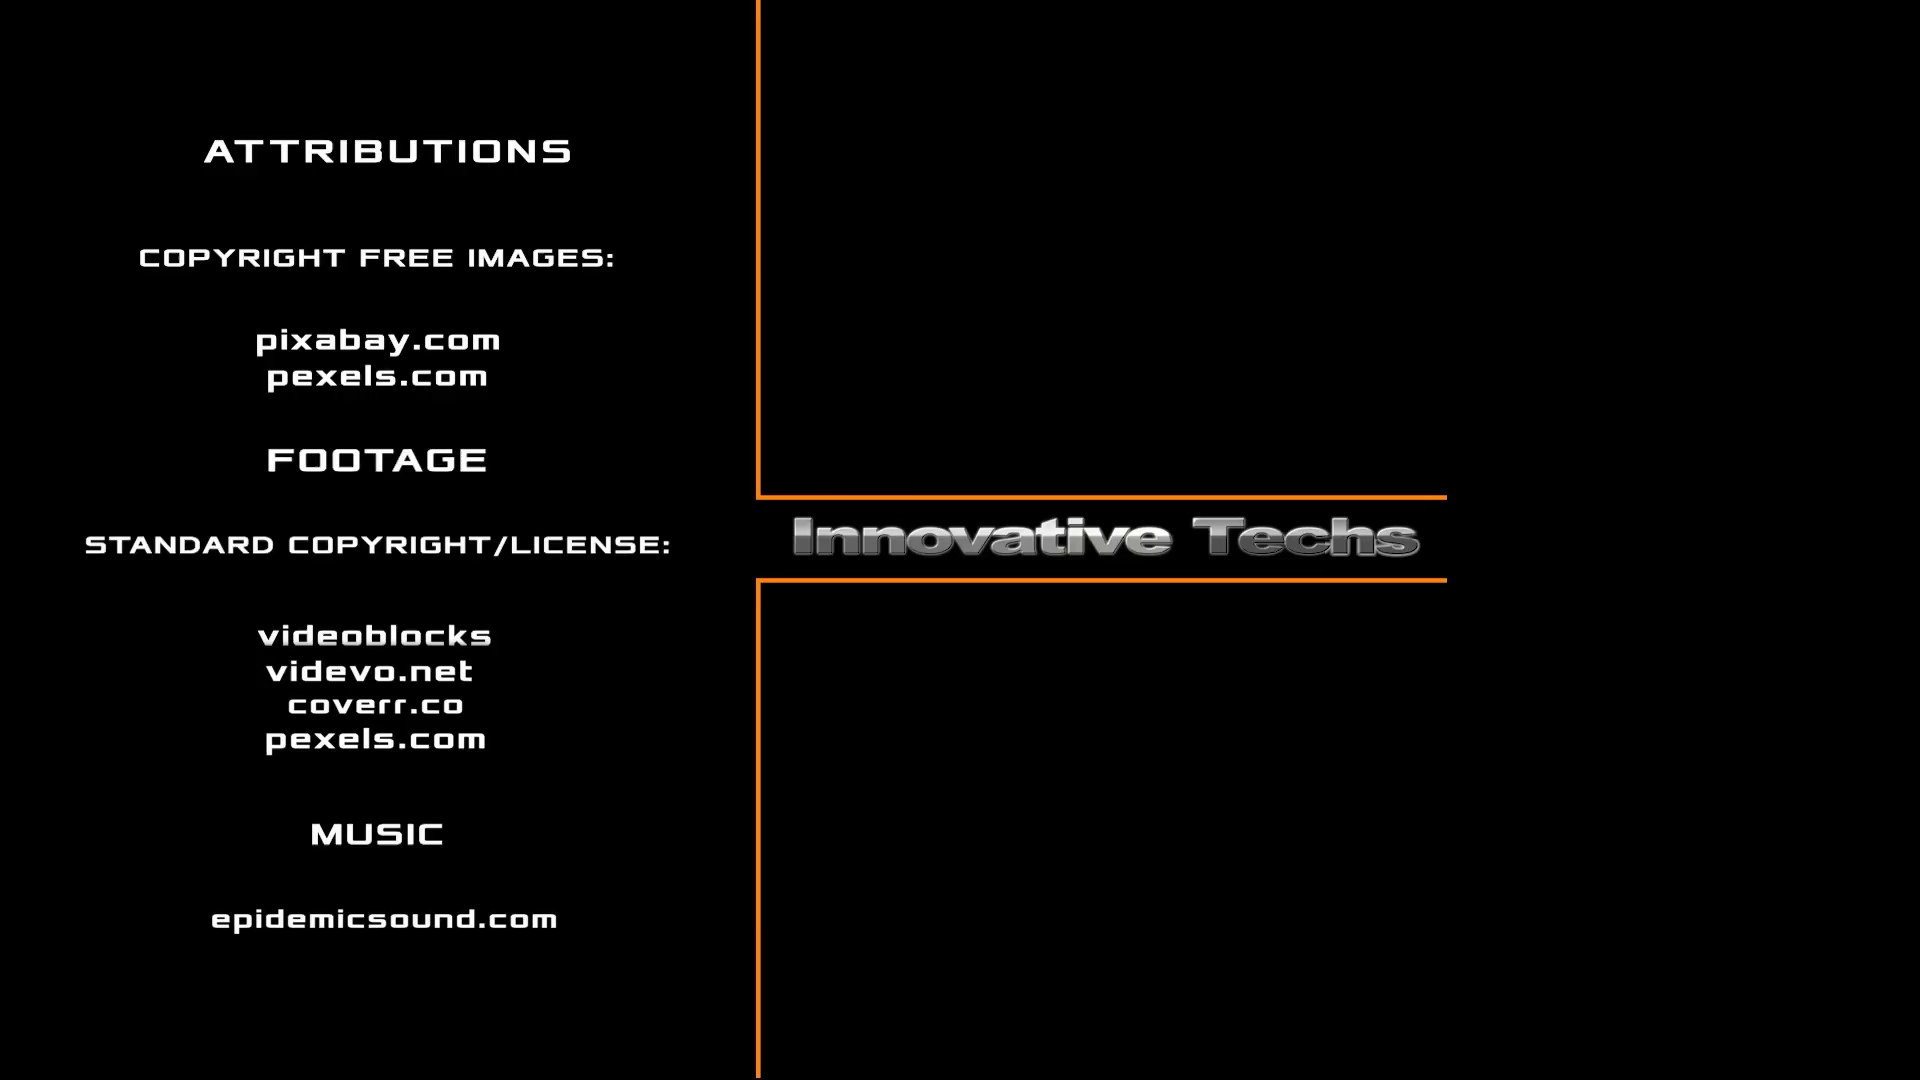 ATTRIBUTIONS
COPYRIGHT FREE IMAGES:
pixabay.com
pexels.com
FOOTAGE
STANDARD COPYRIGHT/LICENSE:
videoblocks
videvo.net
coverr.co
pexels.com
MUSIC
epidemicsound.com
Innovative Techs